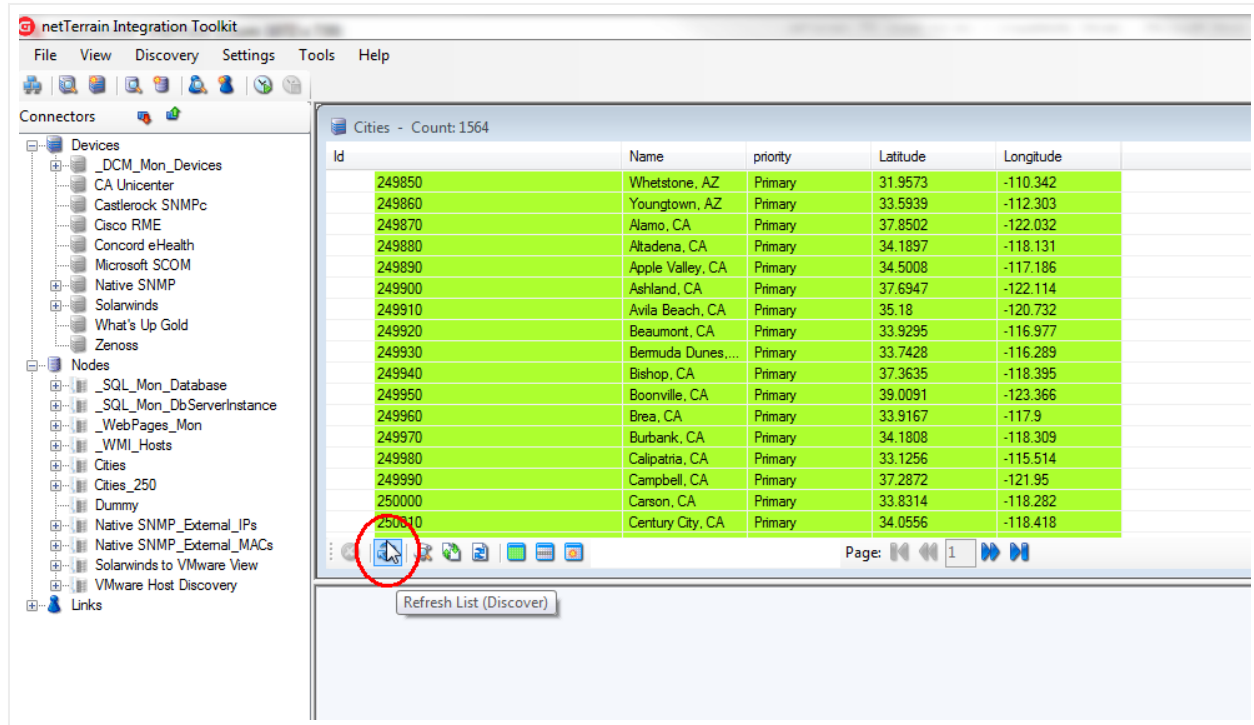 netTerrain Integration Toolkit
File View Discovery Settings Tools Help
Connectors
Devices
_DCM_Mon_Devices
CA Unicenter
Castlerock SNMPc
Cisco RME
Concord eHealth
Microsoft SCOM
Native SNMP
Solarwinds
What's Up Gold
Zenoss
Nodes
_SQL_Mon_Database
_SQL_Mon_DbServerInstance
_WebPages_Mon
_WMI_Hosts
Cities
Cities_250
Dummy
Native SNMP_External_IPs
Native SNMP_External_MACs
Solarwinds to VMware View
VMware Host Discovery
Links
Cities - Count: 1564
Id Name priority Latitude Longitude
249850 Whetstone, AZ Primary 31.9573 -110.342
249860 Youngtown, AZ Primary 33.5939 -112.303
249870 Alamo, CA Primary 37.8502 -122.032
249880 Altadena, CA Primary 34.1897 -118.131
249890 Apple Valley, CA Primary 34.5008 -117.186
249900 Ashland, CA Primary 37.6947 -122.114
249910 Avila Beach, CA Primary 35.18 -120.732
249920 Beaumont, CA Primary 33.9295 -116.977
249930 Bermuda Dunes,... Primary 33.7428 -116.289
249940 Bishop, CA Primary 37.3635 -118.395
249950 Boonville, CA Primary 39.0091 -123.366
249960 Brea, CA Primary 33.9167 -117.9
249970 Burbank, CA Primary 34.1808 -118.309
249980 Calipatria, CA Primary 33.1256 -115.514
249990 Campbell, CA Primary 37.2872 -121.95
250000 Carson, CA Primary 33.8314 -118.282
250010 Century City, CA Primary 34.0556 -118.418
Page: 1
Refresh List (Discover)